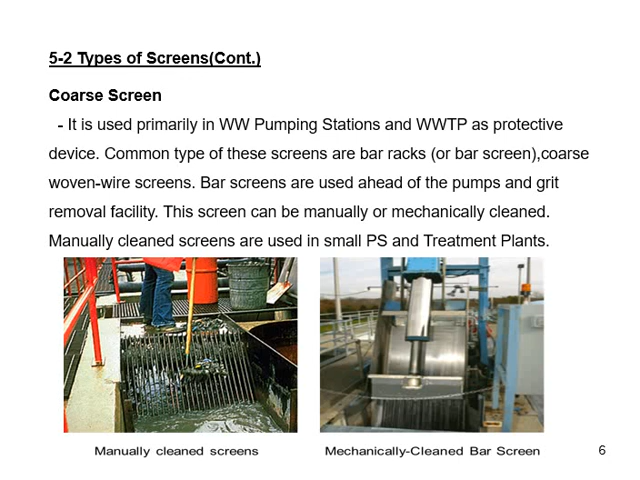 5-2 Types of Screens(Cont.)
Coarse Screen
- It is used primarily in WW Pumping Stations and WWTP as protective
device. Common type of these screens are bar racks (or bar screen),coarse
woven-wire screens. Bar screens are used ahead of the pumps and grit
removal facility. This screen can be manually or mechanically cleaned.
Manually cleaned screens are used in small PS and Treatment Plants.
Manually cleaned screens
Mechanically-Cleaned Bar Screen
6